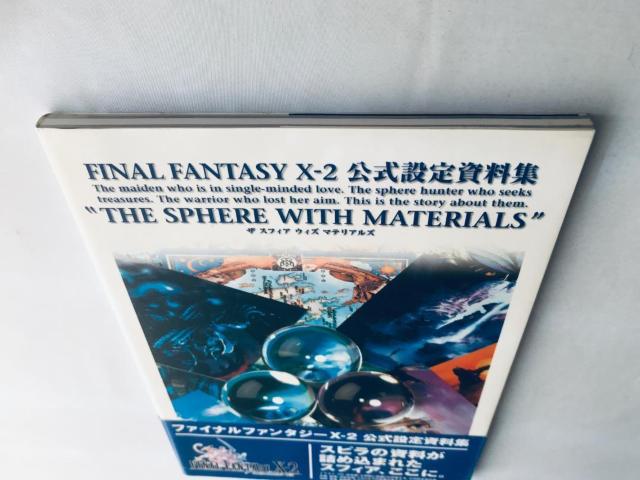 FINAL FANTASY X-2 公式設定資料集
The maiden who is in single-minded love. The sphere hunter who seeks
treasures. The warrior who lost her aim. This is the story about them.
"THE SPHERE WITH MATERIALS"
ザ スフィア ウィズ マテリアルズ
ファイナルファンタジーX-2 公式設定資料集
FINAL FANTASY X-2
スピラの資料が
詰め込まれた
スフィア、ここに。